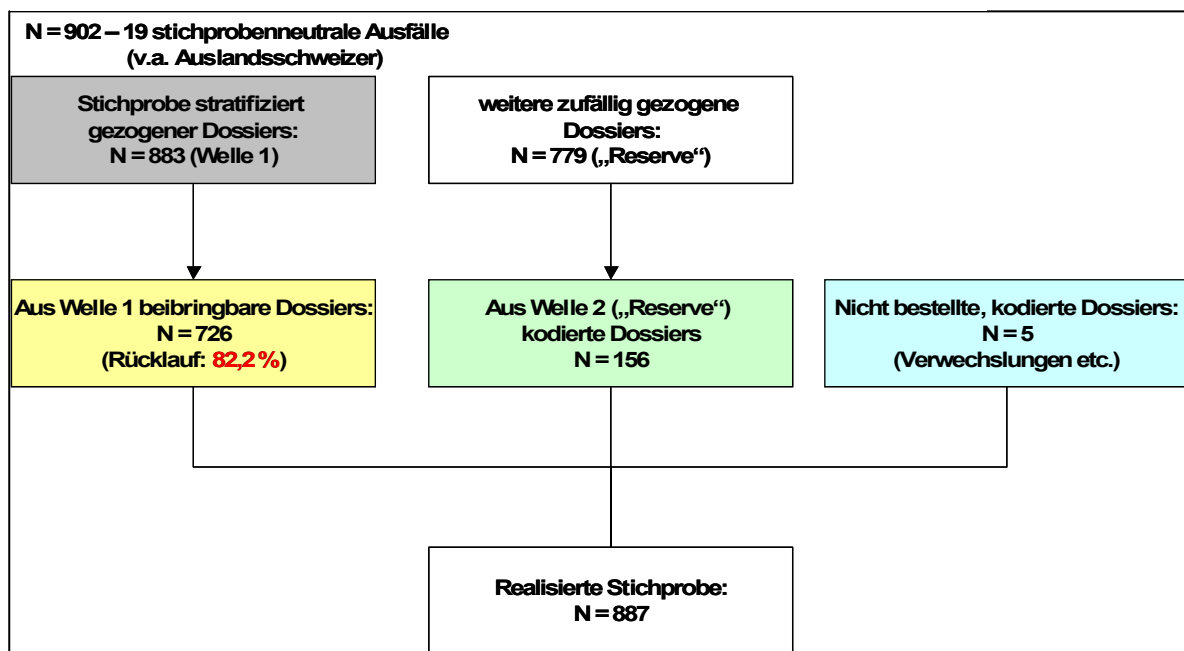 N = 902 – 19 stichprobenneutrale Ausfälle
(v.a. Auslandsschweizer)
Stichprobe stratifiziert
gezogener Dossiers:
N = 883 (Welle 1)
weitere zufällig gezogene
Dossiers:
N = 779 („Reserve“)
Aus Welle 1 beibringbare Dossiers:
N = 726
(Rücklauf: 82,2 %)
Aus Welle 2 („Reserve“)
kodierte Dossiers
N = 156
Nicht bestellte, kodierte Dossiers:
N = 5
(Verwechslungen etc.)
Realisierte Stichprobe:
N = 887